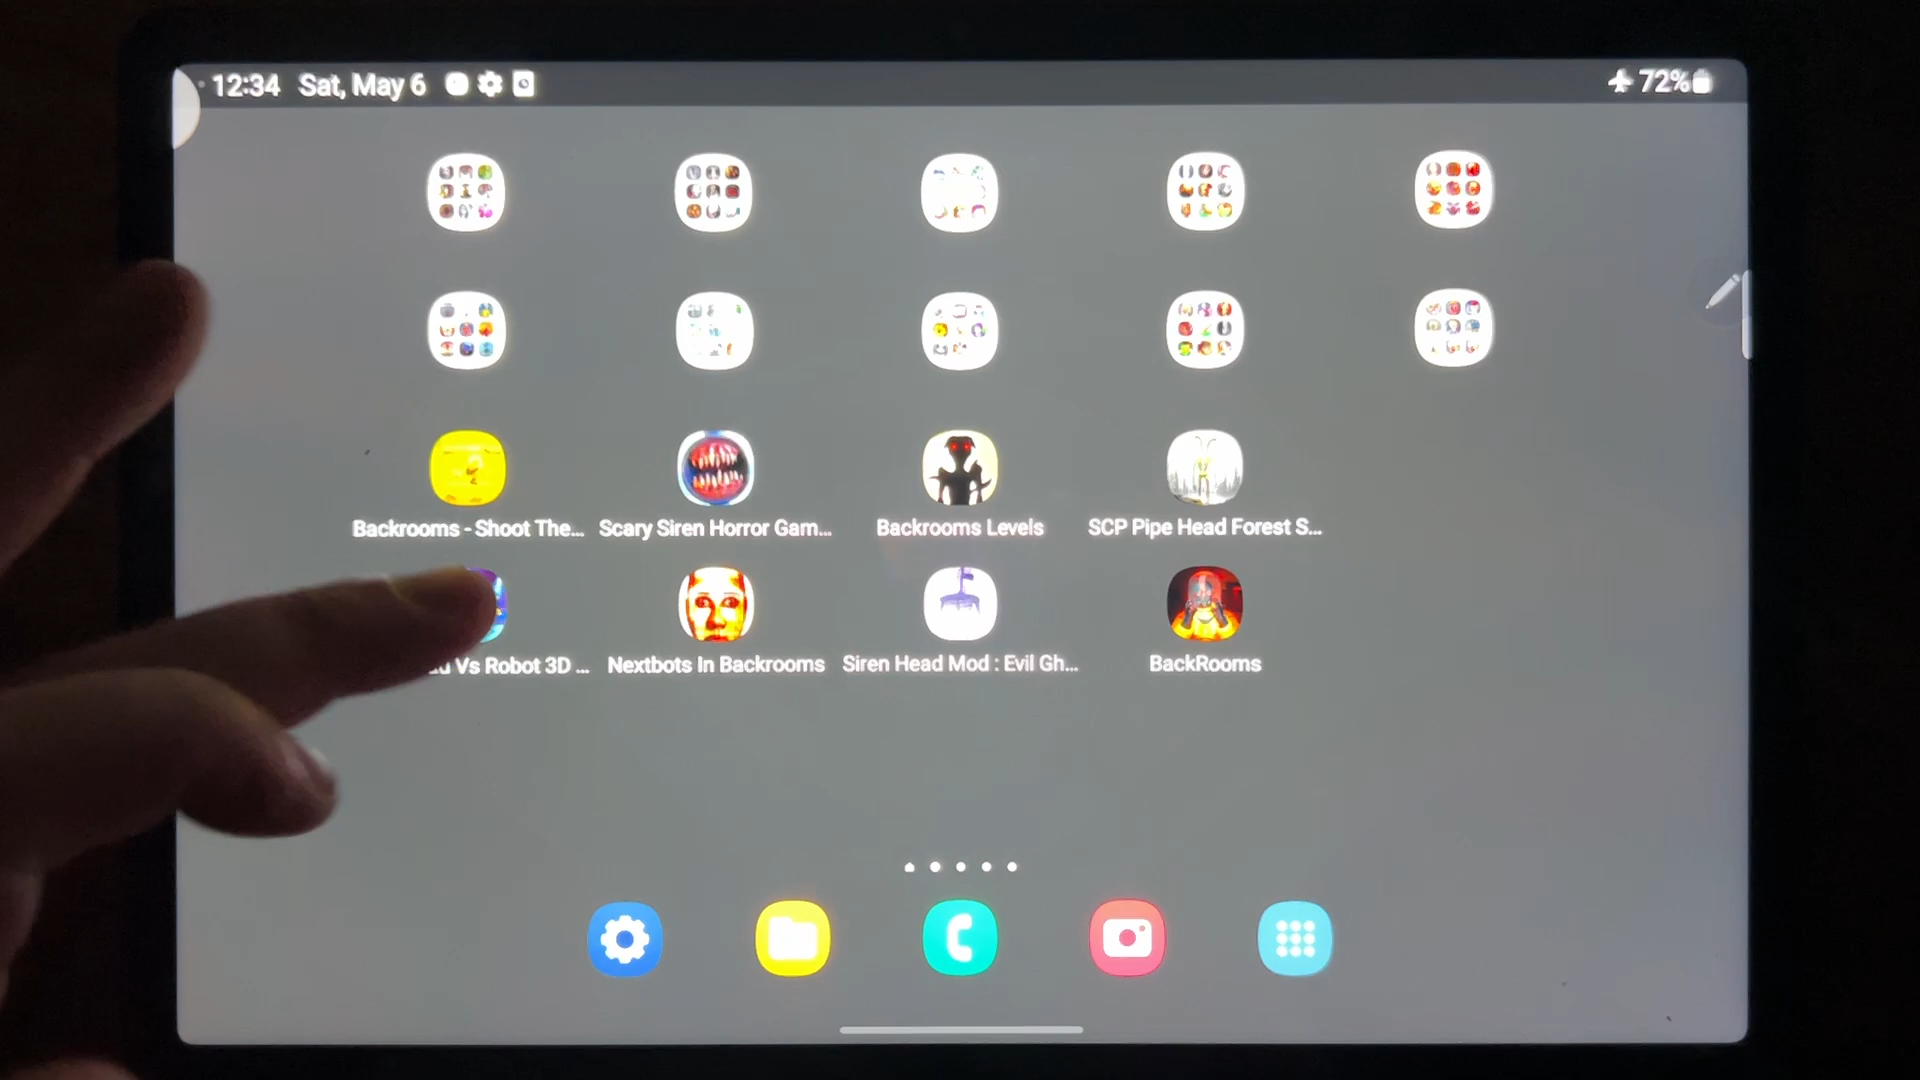 12:34 Sat, May 6
72%
Backrooms - Shoot The...
Scary Siren Horror Gam...
Backrooms Levels
SCP Pipe Head Forest S...
Vs Robot 3D ...
Nextbots In Backrooms
Siren Head Mod : Evil Gh...
BackRooms